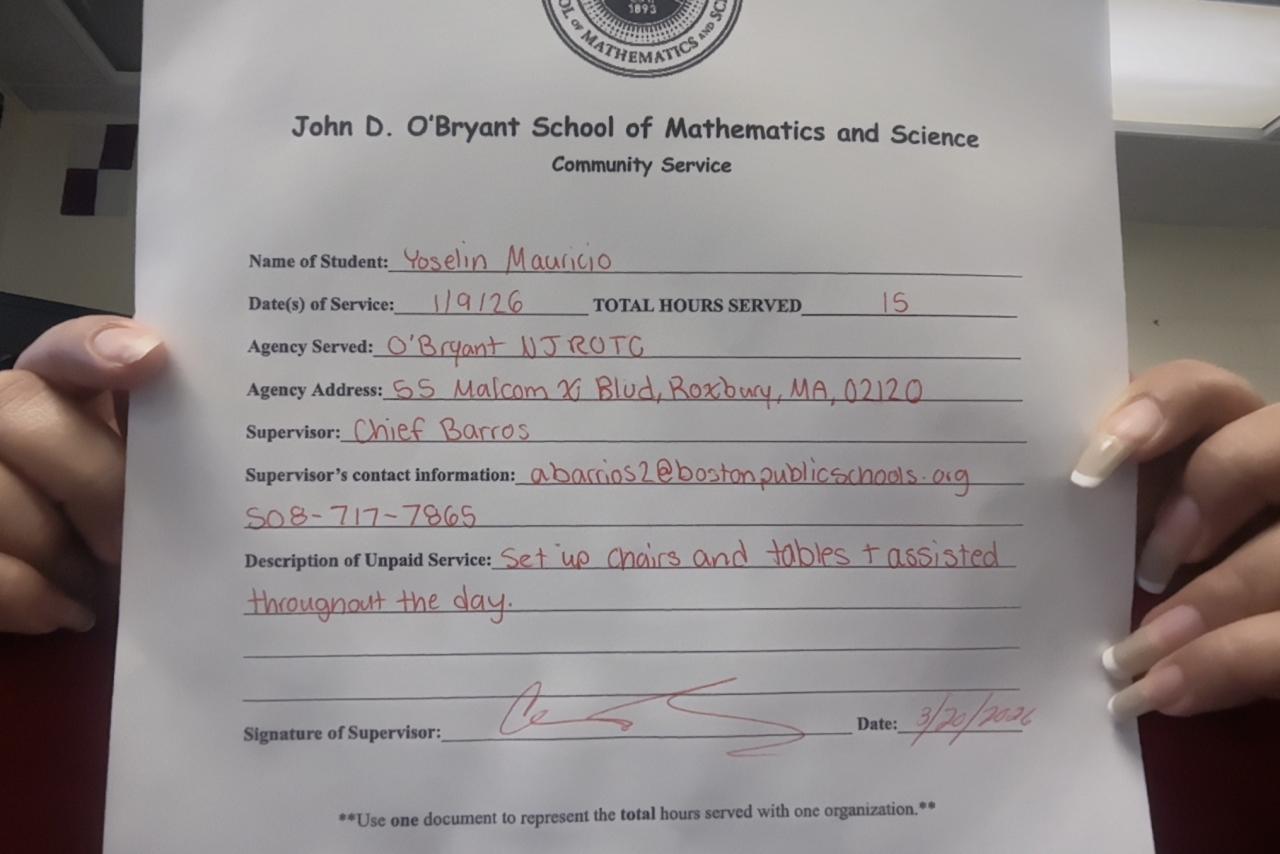 1893
OL OF MATHEMATICS AND SC
John D. O'Bryant School of Mathematics and Science
Community Service
Name of Student: Yoselin Mauricio
Date(s) of Service: 1/9/26 TOTAL HOURS SERVED 15
Agency Served: O'Bryant NJROTC
Agency Address: 55 Malcom X Blvd, Roxbury, MA, 02120
Supervisor: Chief Barros
Supervisor's contact information: abarrios2@bostonpublicschools.org
508-717-7865
Description of Unpaid Service: Set up chairs and tables + assisted
throughout the day.
Signature of Supervisor: Date: 3/20/2026
**Use one document to represent the total hours served with one organization.**